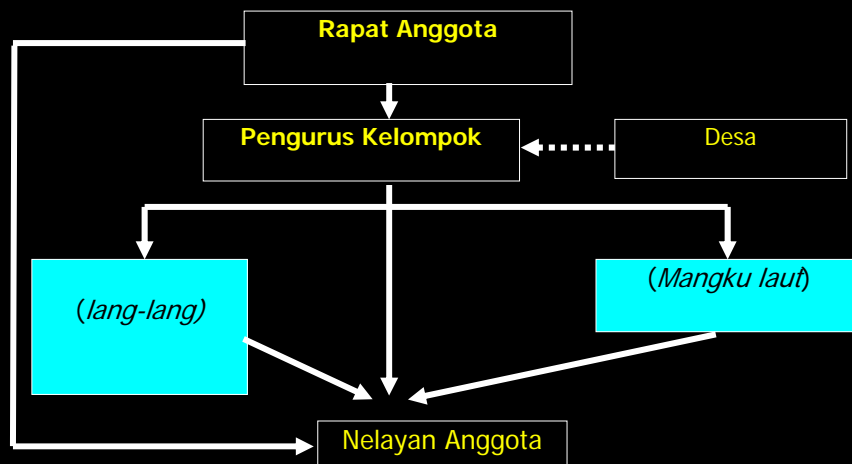 Rapat Anggota
Pengurus Kelompok
Desa
(lang-lang)
(Mangku laut)
Nelayan Anggota